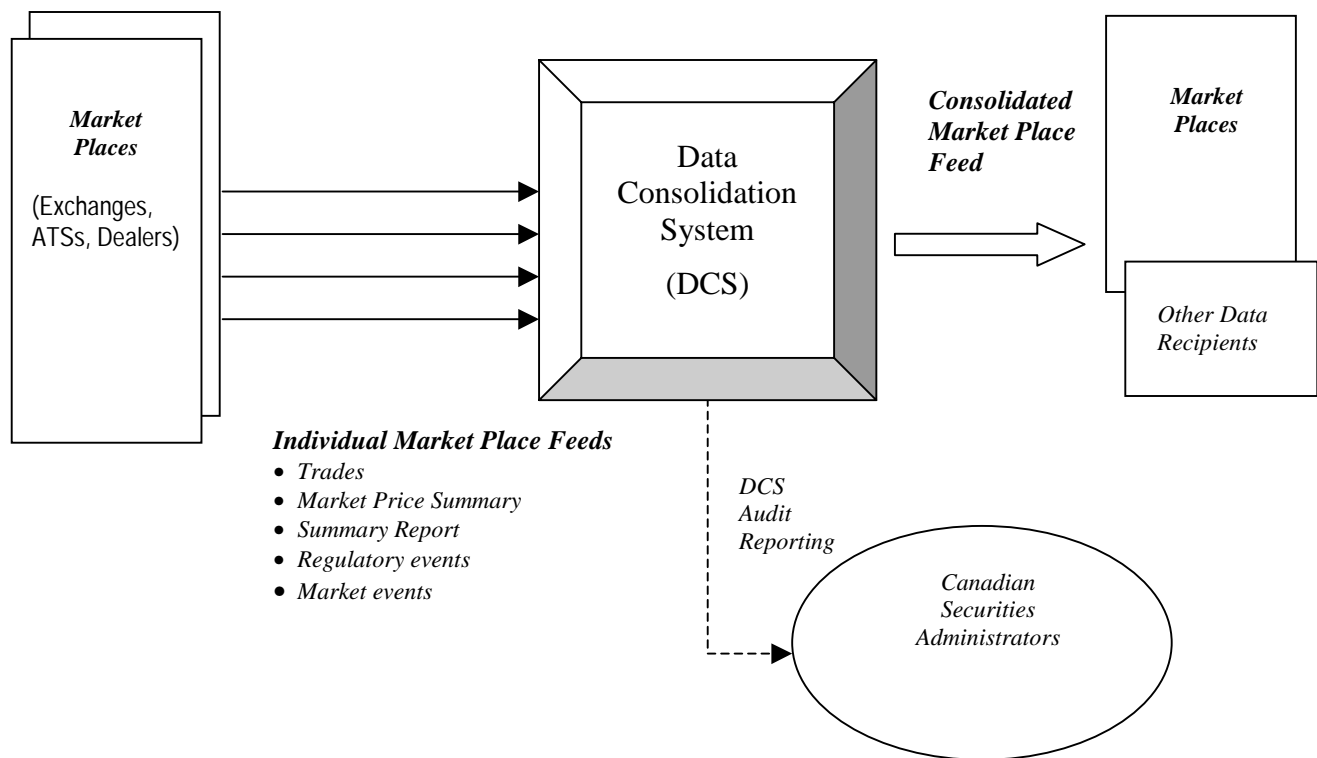 Market
Places
(Exchanges,
ATSs, Dealers)
Individual Market Place Feeds
• Trades
• Market Price Summary
• Summary Report
• Regulatory events
• Market events
Data
Consolidation
System
(DCS)
Consolidated
Market Place
Feed
Market
Places
Other Data
Recipients
DCS
Audit
Reporting
Canadian
Securities
Administrators